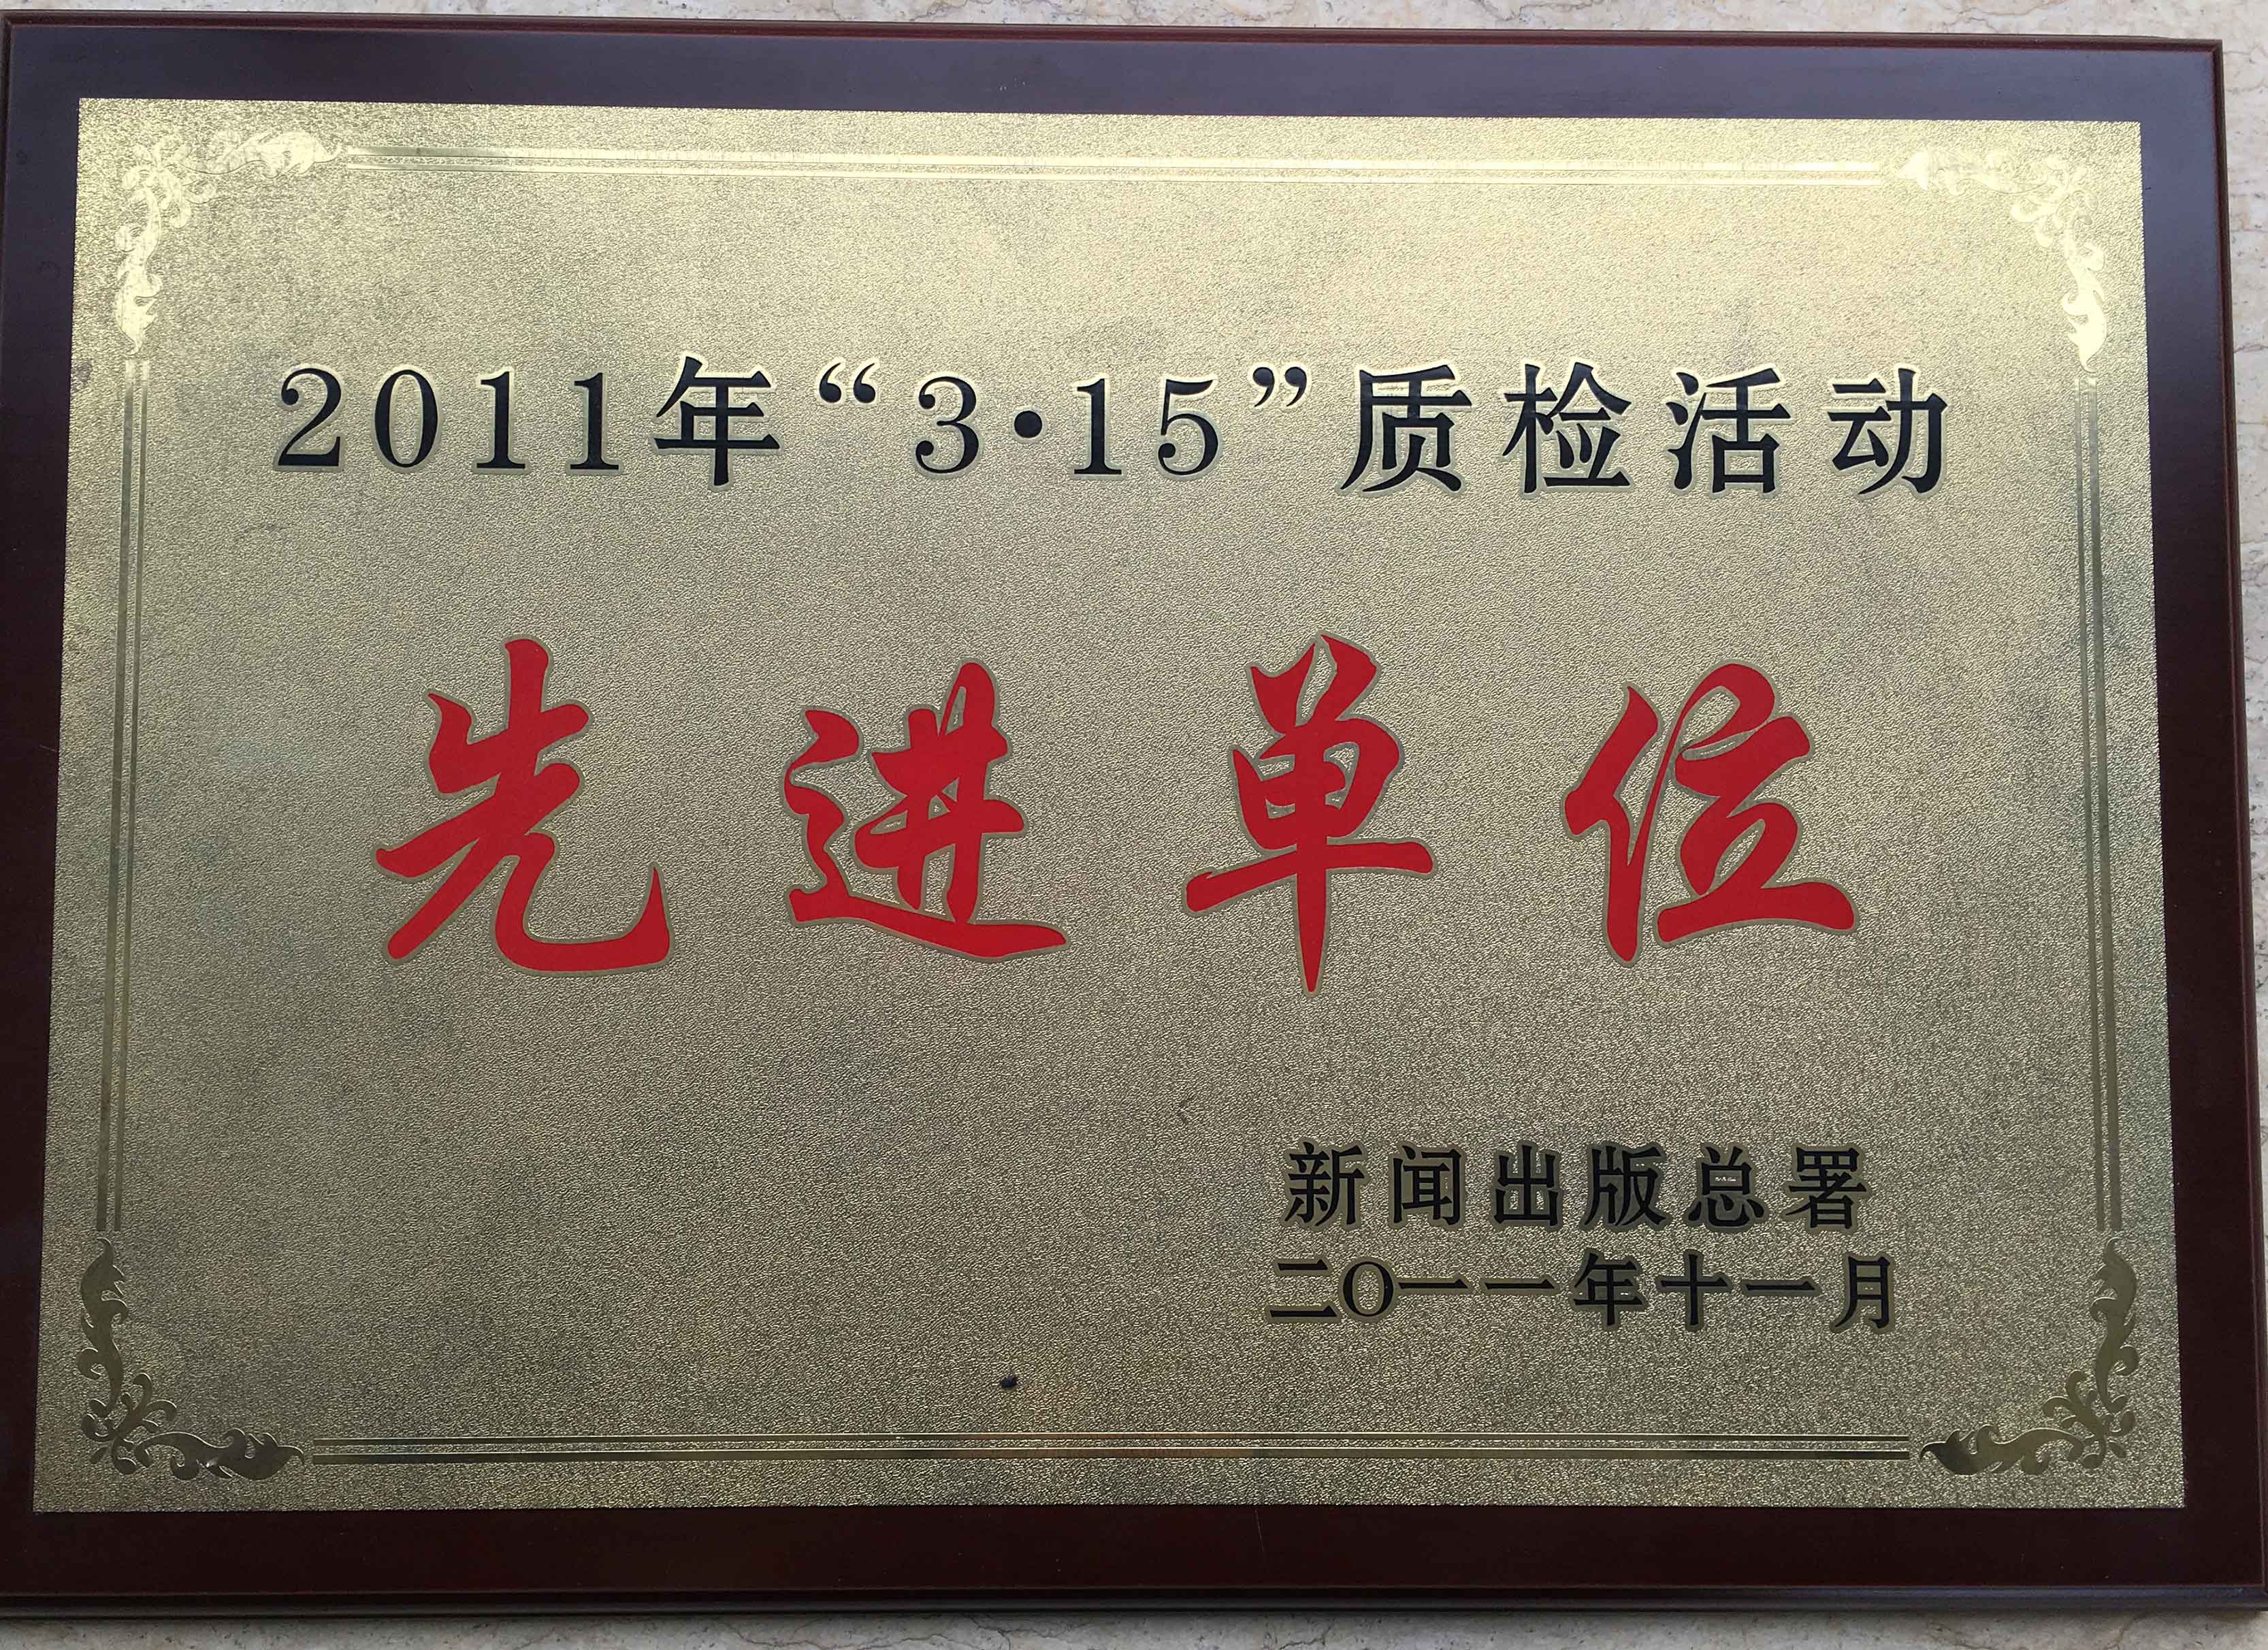 2011年“3·15”质检活动
先进单位
新闻出版总署
二〇一一年十一月